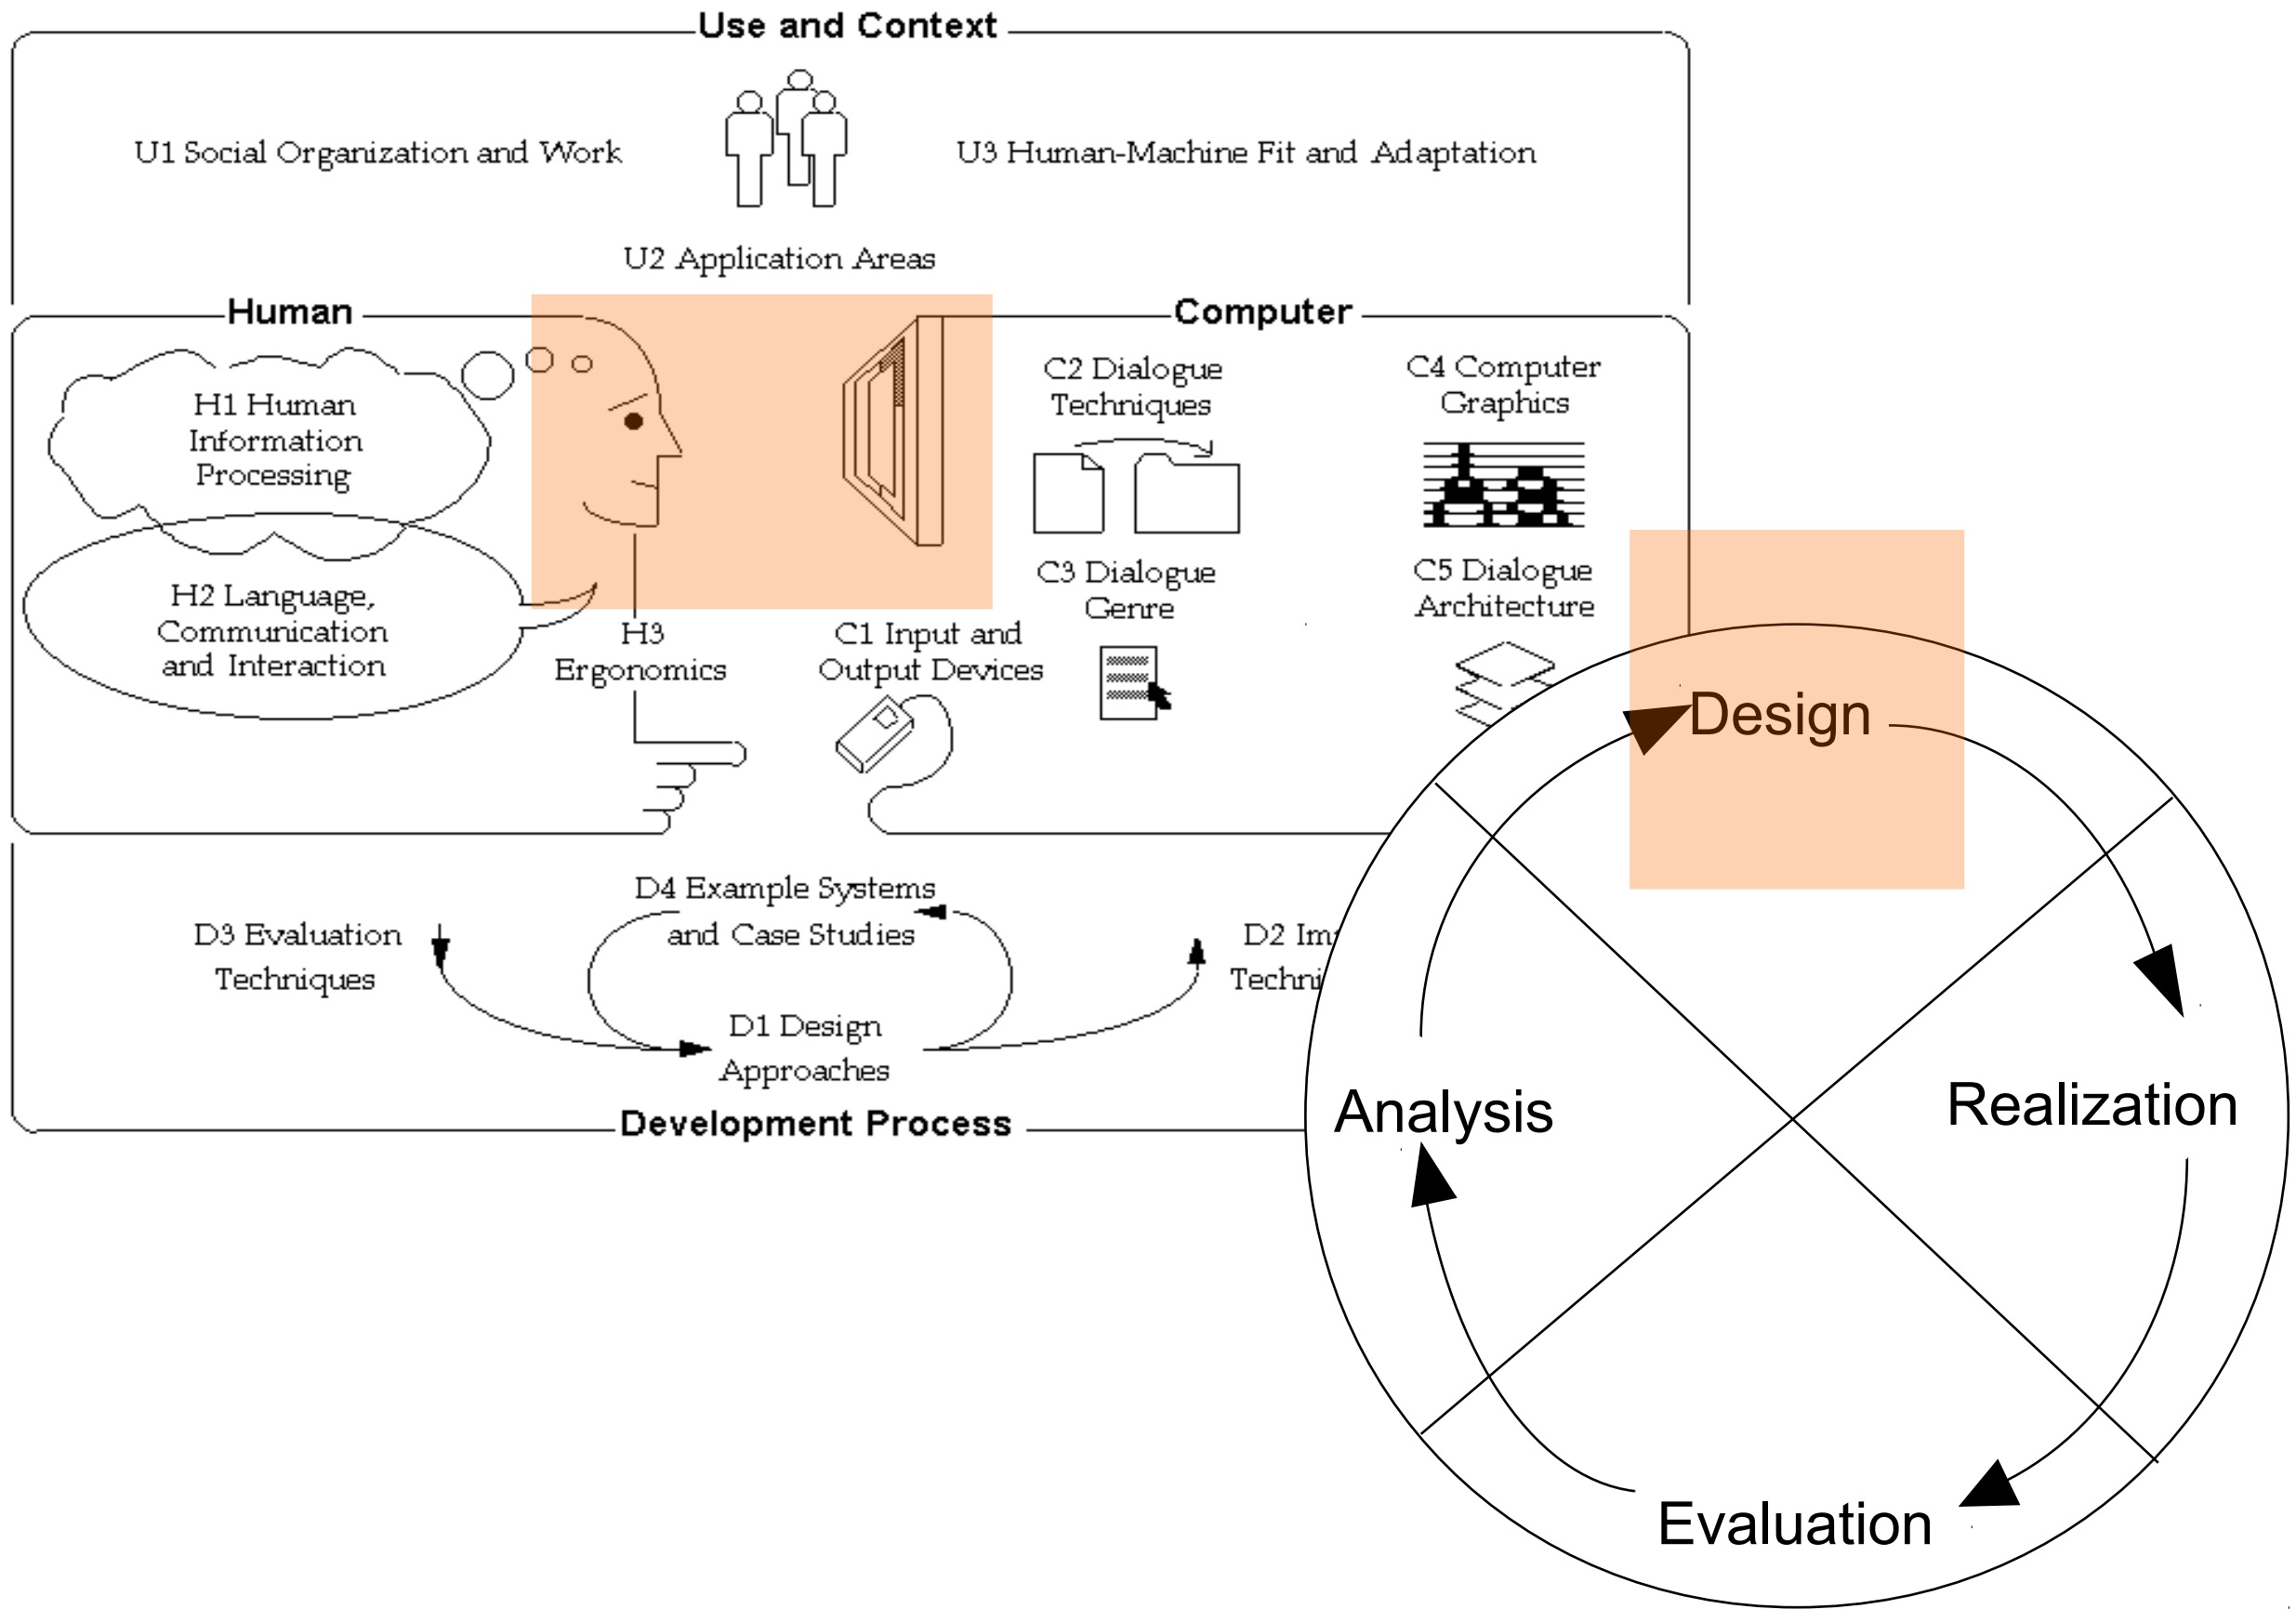 Use and Context
U1 Social Organization and Work
U3 Human-Machine Fit and Adaptation
U2 Application Areas
Human
H1 Human
Information
Processing
H2 Language,
Communication
and Interaction
H3
Ergonomics
Computer
C1 Input and
Output Devices
C2 Dialogue
Techniques
C3 Dialogue
Genre
C4 Computer
Graphics
C5 Dialogue
Architecture
D3 Evaluation
Techniques
D4 Example Systems
and Case Studies
D1 Design
Approaches
D2
Development Process
Design
Realization
Evaluation
Analysis